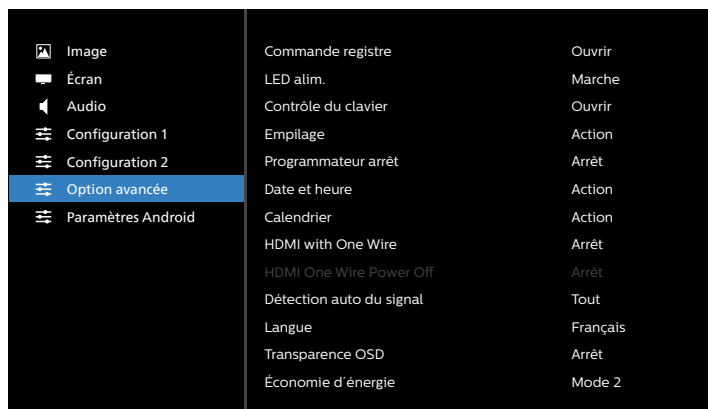 Image
Écran
Audio
Configuration 1
Configuration 2
Option avancée
Paramètres Android
Commande registre Ouvrir
LED alim. Marche
Contrôle du clavier Ouvrir
Empilage Action
Programmateur arrêt Arrêt
Date et heure Action
Calendrier Action
HDMI with One Wire Arrêt
HDMI One Wire Power Off Arrêt
Détection auto du signal Tout
Langue Français
Transparence OSD Arrêt
Économie d´énergie Mode 2